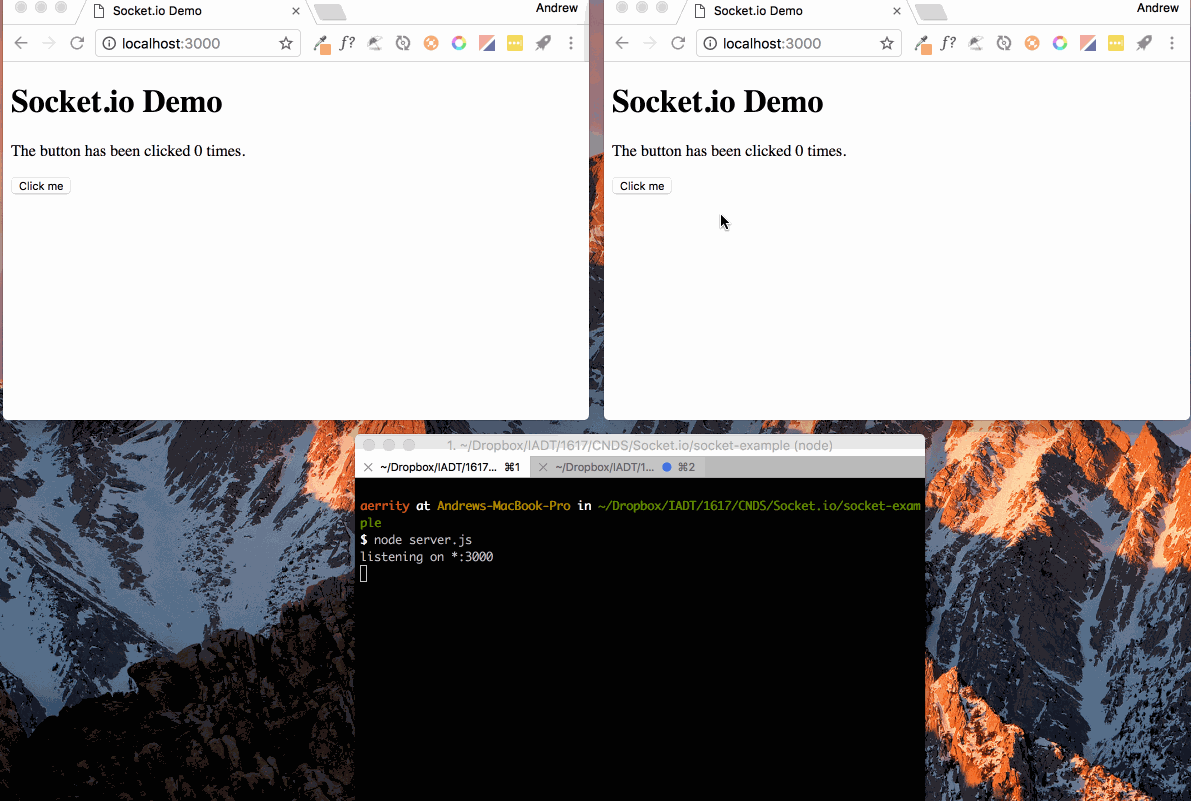 Socket.io Demo
Andrew
localhost:3000
f?
Socket.io Demo
The button has been clicked 0 times.
Click me
Socket.io Demo
Andrew
localhost:3000
f?
Socket.io Demo
The button has been clicked 0 times.
Click me
1. ~/Dropbox/IADT/1617/CNDS/Socket.io/socket-example (node)
~/Dropbox/IADT/1617... ⌘1
~/Dropbox/IADT/1... ⌘2
aerrity at Andrews-MacBook-Pro in ~/Dropbox/IADT/1617/CNDS/Socket.io/socket-exam
ple
$ node server.js
listening on *:3000